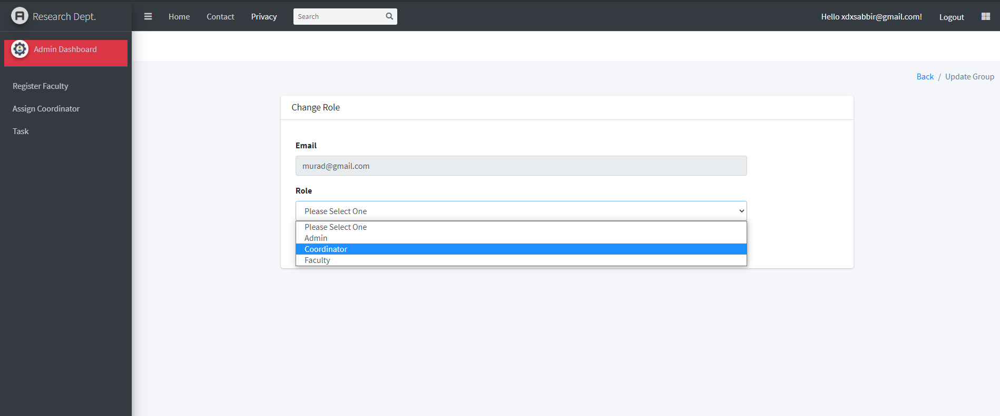 Research Dept.
Home
Contact
Privacy
Search
Hello xdxsabbir@gmail.com!
Logout
Admin Dashboard
Register Faculty
Assign Coordinator
Task
Back / Update Group
Change Role
Email
murad@gmail.com
Role
Please Select One
Please Select One
Admin
Coordinator
Faculty